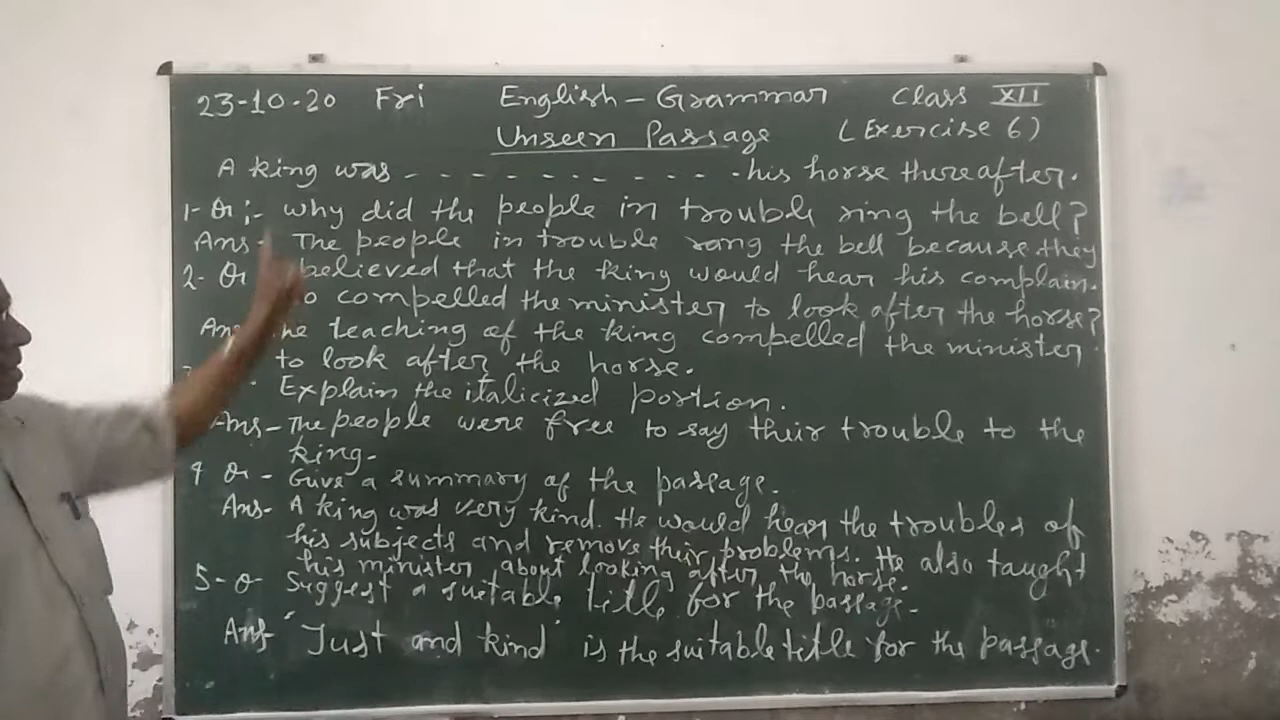 23-10-20 Fri English - Grammar Class XII
Unseen Passage (Exercise 6)
A king was - - - - - - - - - - - - his horse thereafter.
1- Qr :- Why did the people in trouble ring the bell?
Ans - The people in trouble rang the bell because they
believed that the king would hear his complain.
2- Qr compelled the minister to look after the horse?
Ans The teaching of the king compelled the minister
to look after the horse.
Explain the italicized portion.
Ans - The people were free to say their trouble to the
king.
4 Qr - Give a summary of the passage.
Ans - A king was very kind. He would hear the troubles of
his subjects and remove their problems. He also taught
his minister about looking after the horse.
5 - Q - Suggest a suitable title for the passage.
Ans - "Just and kind" is the suitable title for the passage.